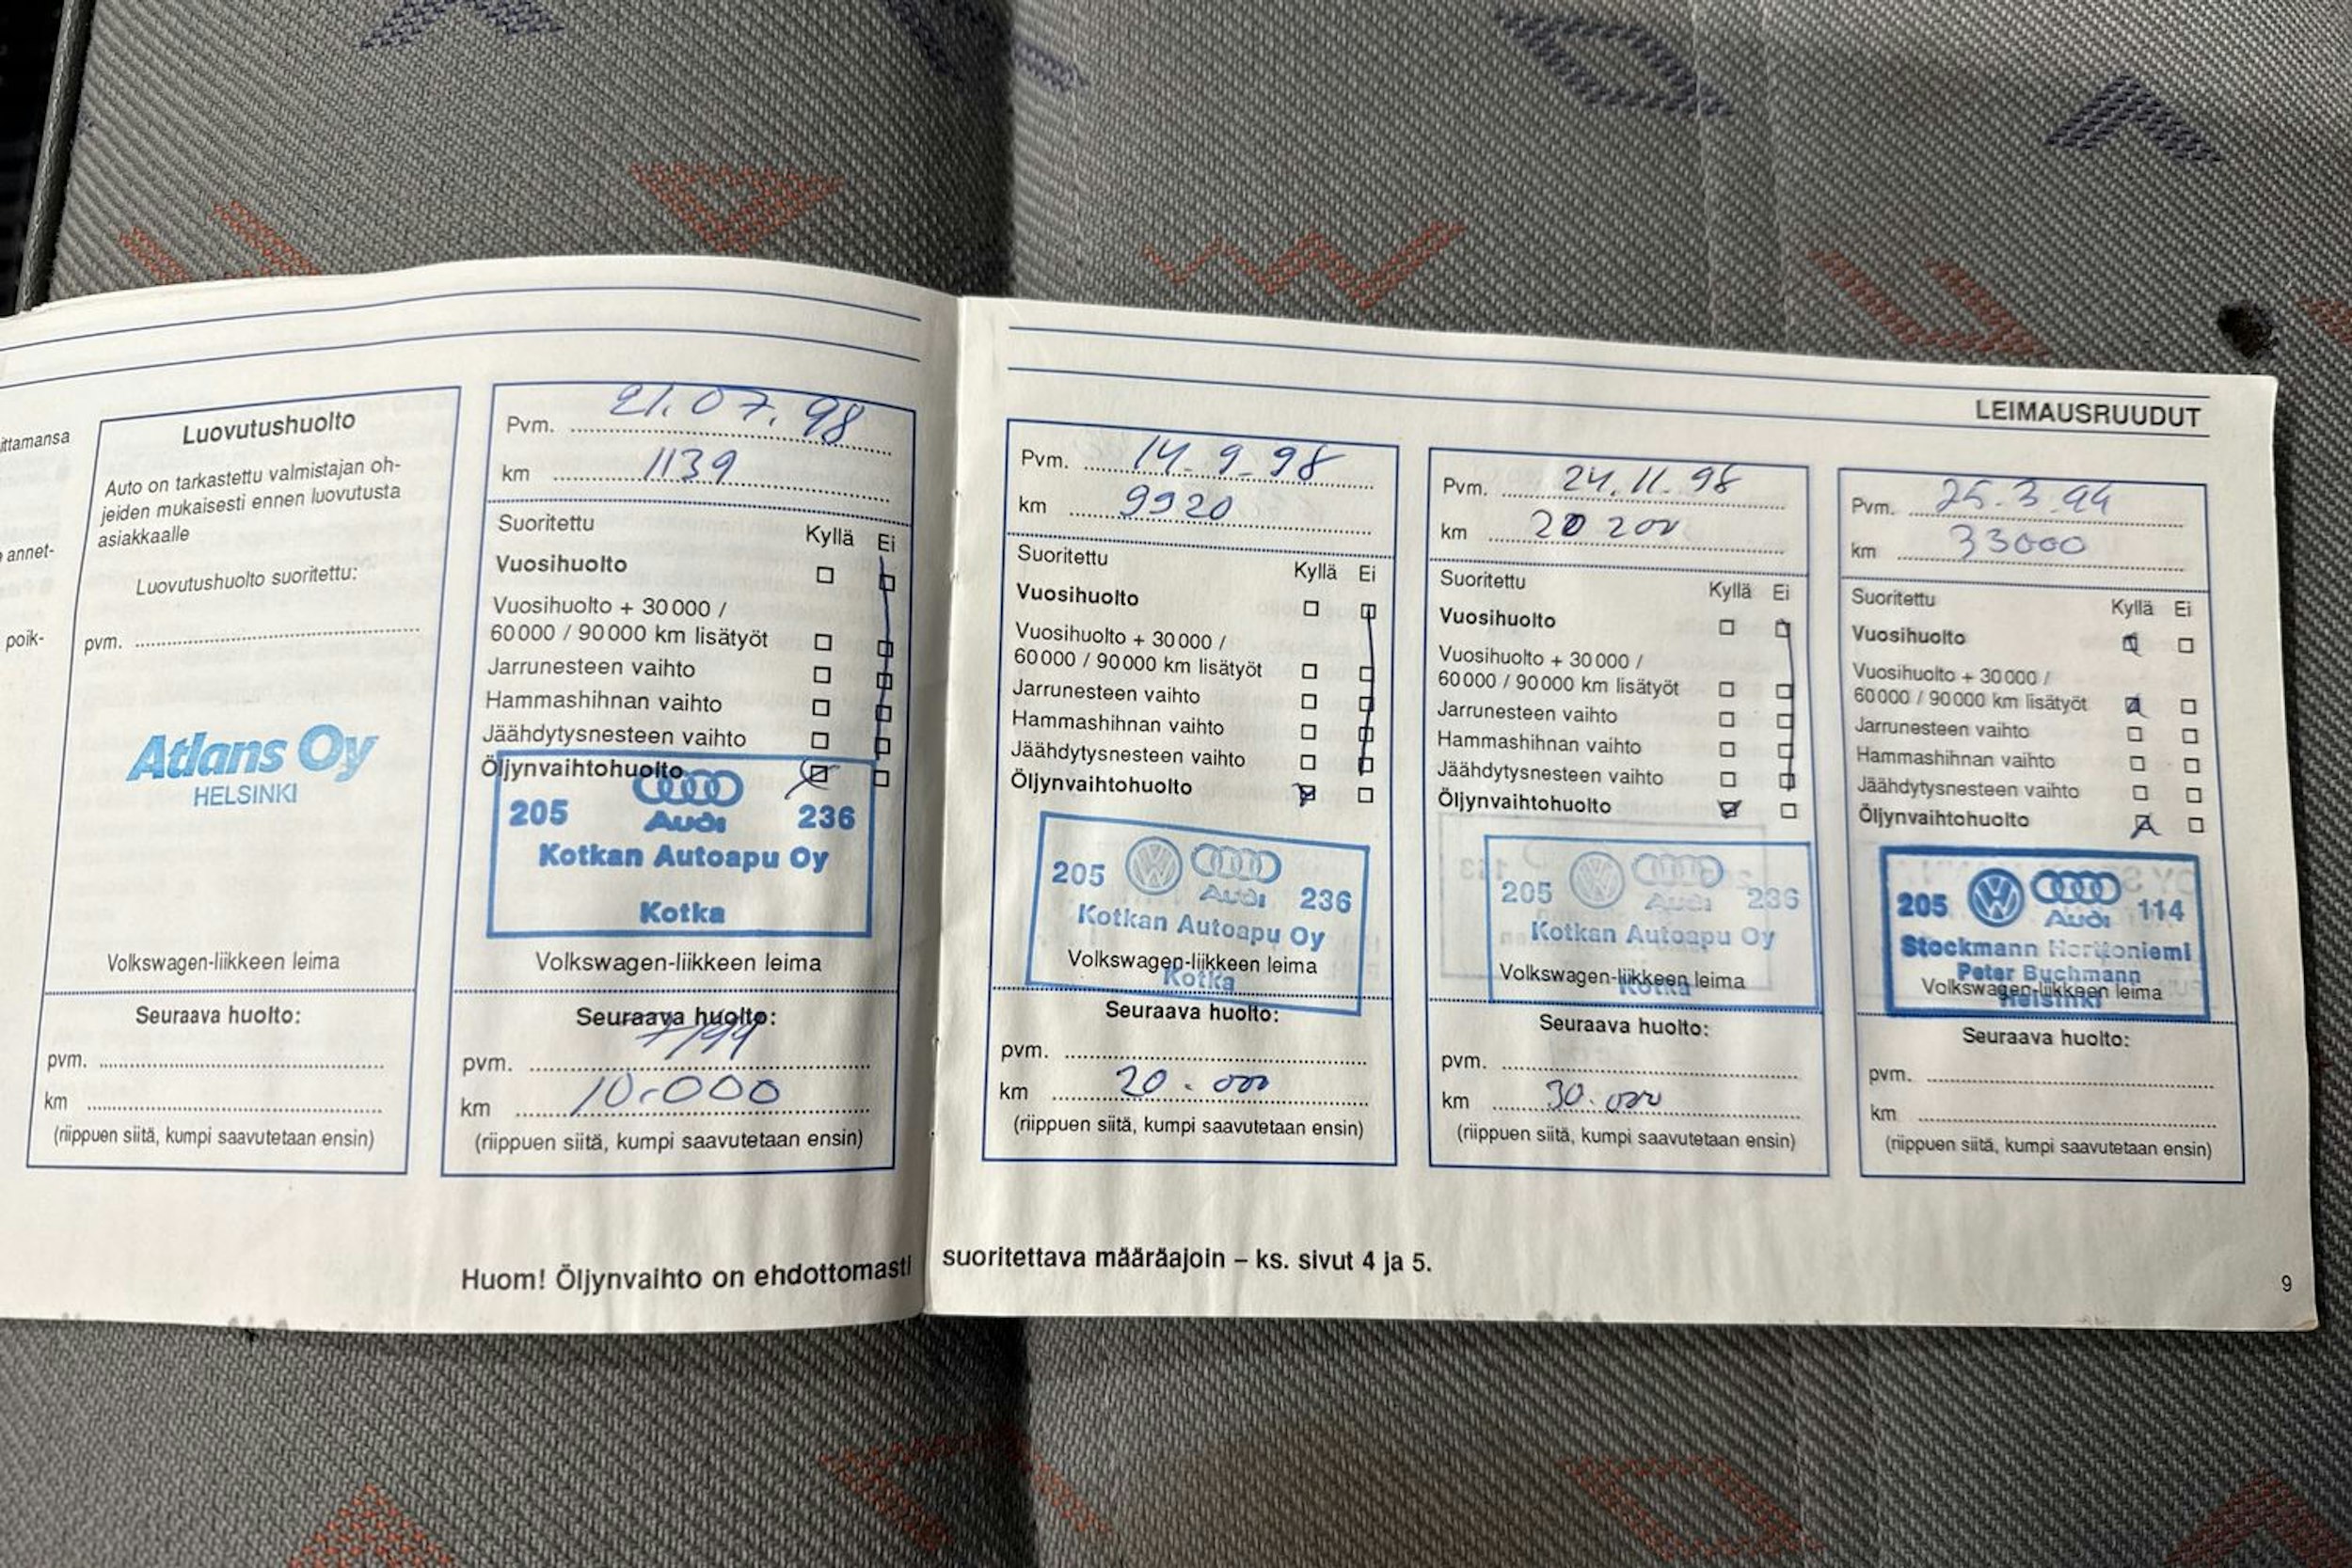 ittamansa
annet-
poik-
Luovutushuolto
Auto on tarkastettu valmistajan oh-
jeiden mukaisesti ennen luovutusta
asiakkaalle
Luovutushuolto suoritettu:
pvm.
Atlans Oy
HELSINKI
Volkswagen-liikkeen leima
Seuraava huolto:
pvm.
km
(riippuen siitä, kumpi saavutetaan ensin)
Pvm. 21.07.98
km 1139
Suoritettu Kyllä Ei
Vuosihuolto
Vuosihuolto + 30 000 /
60 000 / 90 000 km lisätyöt
Jarrunesteen vaihto
Hammashihnan vaihto
Jäähdytysnesteen vaihto
Öljynvaihtohuolto
205 Audi 236
Kotkan Autoapu Oy
Kotka
Volkswagen-liikkeen leima
Seuraava huolto:
pvm. 7/99
km 10.000
(riippuen siitä, kumpi saavutetaan ensin)
Huom! Öljynvaihto on ehdottomasti
LEIMAUSRUUDUT
Pvm. 14.9.98
km 9920
Suoritettu Kyllä Ei
Vuosihuolto
Vuosihuolto + 30 000 /
60 000 / 90 000 km lisätyöt
Jarrunesteen vaihto
Hammashihnan vaihto
Jäähdytysnesteen vaihto
Öljynvaihtohuolto
205 Audi 236
Kotkan Autoapu Oy
Volkswagen-liikkeen leima
Kotka
Seuraava huolto:
pvm.
km 20.000
(riippuen siitä, kumpi saavutetaan ensin)
Pvm. 24.11.98
km 20 200
Suoritettu Kyllä Ei
Vuosihuolto
Vuosihuolto + 30 000 /
60 000 / 90 000 km lisätyöt
Jarrunesteen vaihto
Hammashihnan vaihto
Jäähdytysnesteen vaihto
Öljynvaihtohuolto
205 Audi 236
Kotkan Autoapu Oy
Volkswagen-liikkeen leima
Kotka
Seuraava huolto:
pvm.
km 30.000
(riippuen siitä, kumpi saavutetaan ensin)
Pvm. 25.3.99
km 33000
Suoritettu Kyllä Ei
Vuosihuolto
Vuosihuolto + 30 000 /
60 000 / 90 000 km lisätyöt
Jarrunesteen vaihto
Hammashihnan vaihto
Jäähdytysnesteen vaihto
Öljynvaihtohuolto
205 Audi 114
Stockmann Herttoniemi
Peter Buchmann
Volkswagen-liikkeen leima
Helsinki
Seuraava huolto:
pvm.
km
(riippuen siitä, kumpi saavutetaan ensin)
suoritettava määräajoin – ks. sivut 4 ja 5.
9